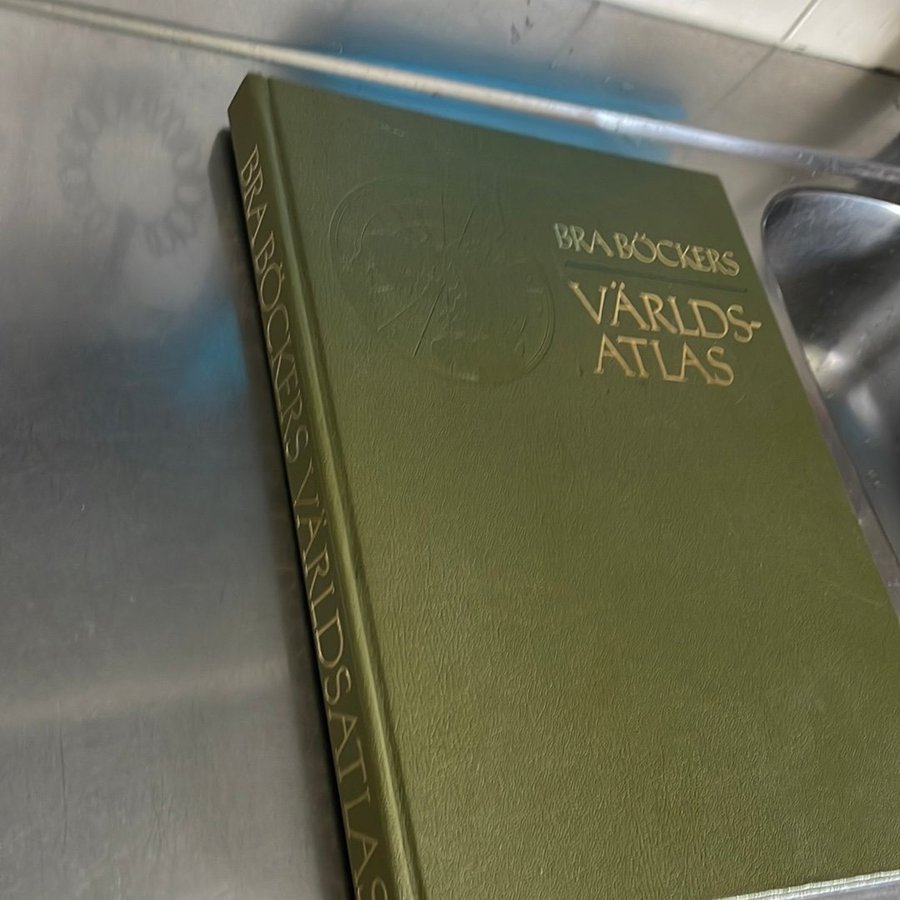 BRA BÖCKERS
VÄRLDS-
ATLAS
BRA BÖCKERS VÄRLDSATLAS